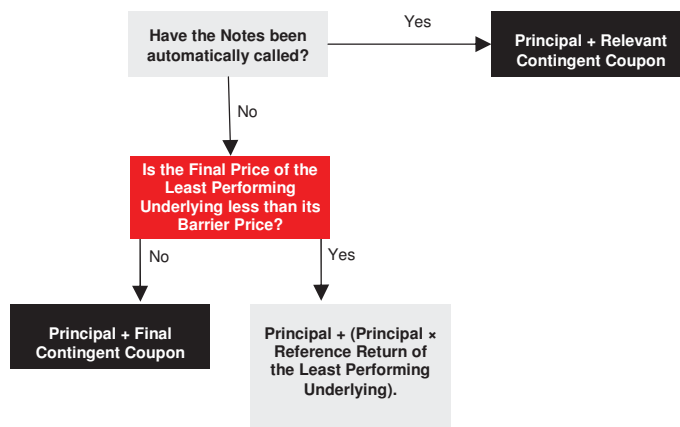 Have the Notes been
automatically called?
Yes
Principal + Relevant
Contingent Coupon
No
Is the Final Price of the
Least Performing
Underlying less than its
Barrier Price?
No
Yes
Principal + Final
Contingent Coupon
Principal + (Principal ×
Reference Return of
the Least Performing
Underlying).